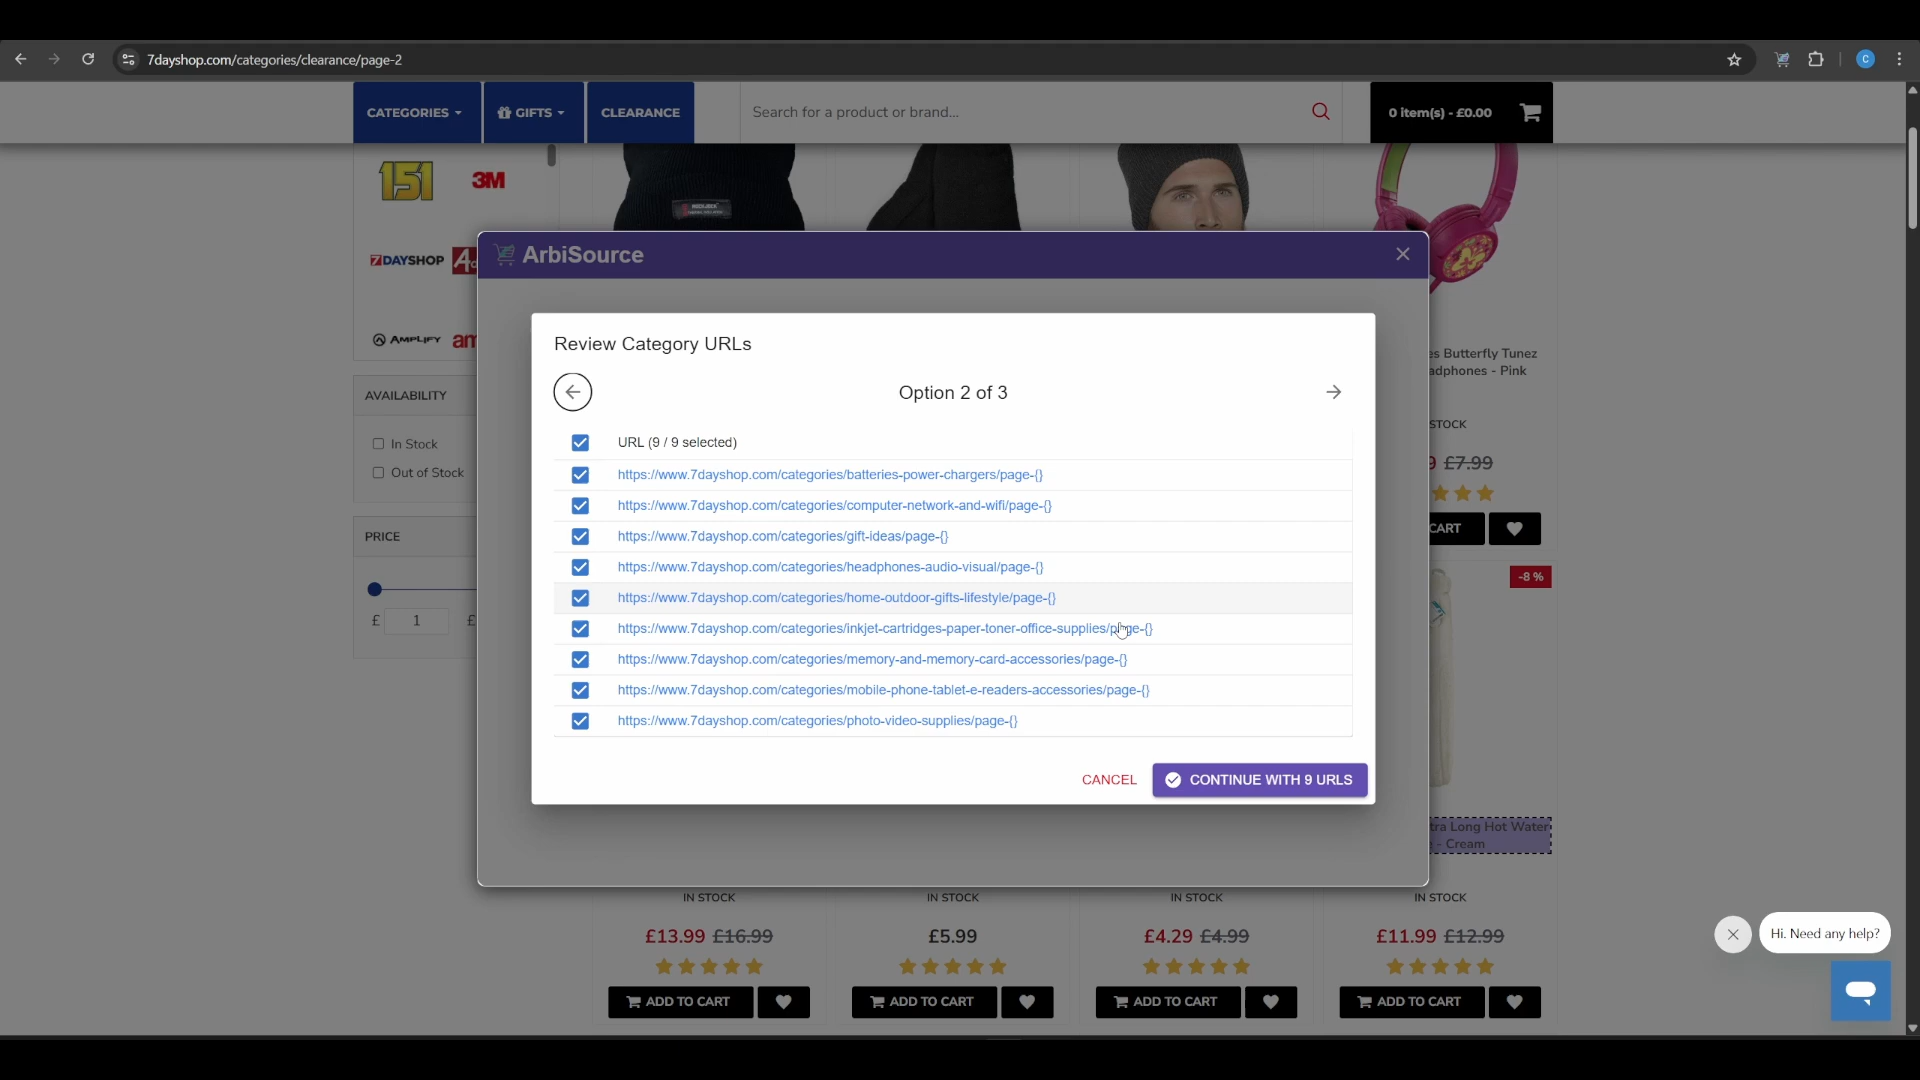 7dayshop.com/categories/clearance/page-2
C
CATEGORIES
GIFTS
CLEARANCE
Search for a product or brand...
0 item(s) - £0.00
151
3M
7DAYSHOP
AMPLIFY
AVAILABILITY
In Stock
Out of Stock
PRICE
£ 1 £
ArbiSource
Review Category URLs
Option 2 of 3
URL (9 / 9 selected)
https://www.7dayshop.com/categories/batteries-power-chargers/page-{}
https://www.7dayshop.com/categories/computer-network-and-wifi/page-{}
https://www.7dayshop.com/categories/gift-ideas/page-{}
https://www.7dayshop.com/categories/headphones-audio-visual/page-{}
https://www.7dayshop.com/categories/home-outdoor-gifts-lifestyle/page-{}
https://www.7dayshop.com/categories/inkjet-cartridges-paper-toner-office-supplies/page-{}
https://www.7dayshop.com/categories/memory-and-memory-card-accessories/page-{}
https://www.7dayshop.com/categories/mobile-phone-tablet-e-readers-accessories/page-{}
https://www.7dayshop.com/categories/photo-video-supplies/page-{}
CANCEL
CONTINUE WITH 9 URLS
es Butterfly Tunez
adphones - Pink
STOCK
9 £7.99
CART
-8 %
tra Long Hot Water
e - Cream
IN STOCK IN STOCK IN STOCK IN STOCK
£13.99 £16.99 £5.99 £4.29 £4.99 £11.99 £12.99
ADD TO CART ADD TO CART ADD TO CART ADD TO CART
Hi. Need any help?